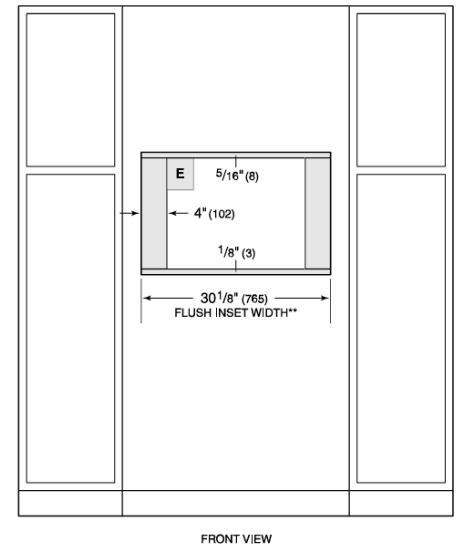 E
5/16" (8)
4" (102)
1/8" (3)
30 1/8" (765)
FLUSH INSET WIDTH**
FRONT VIEW